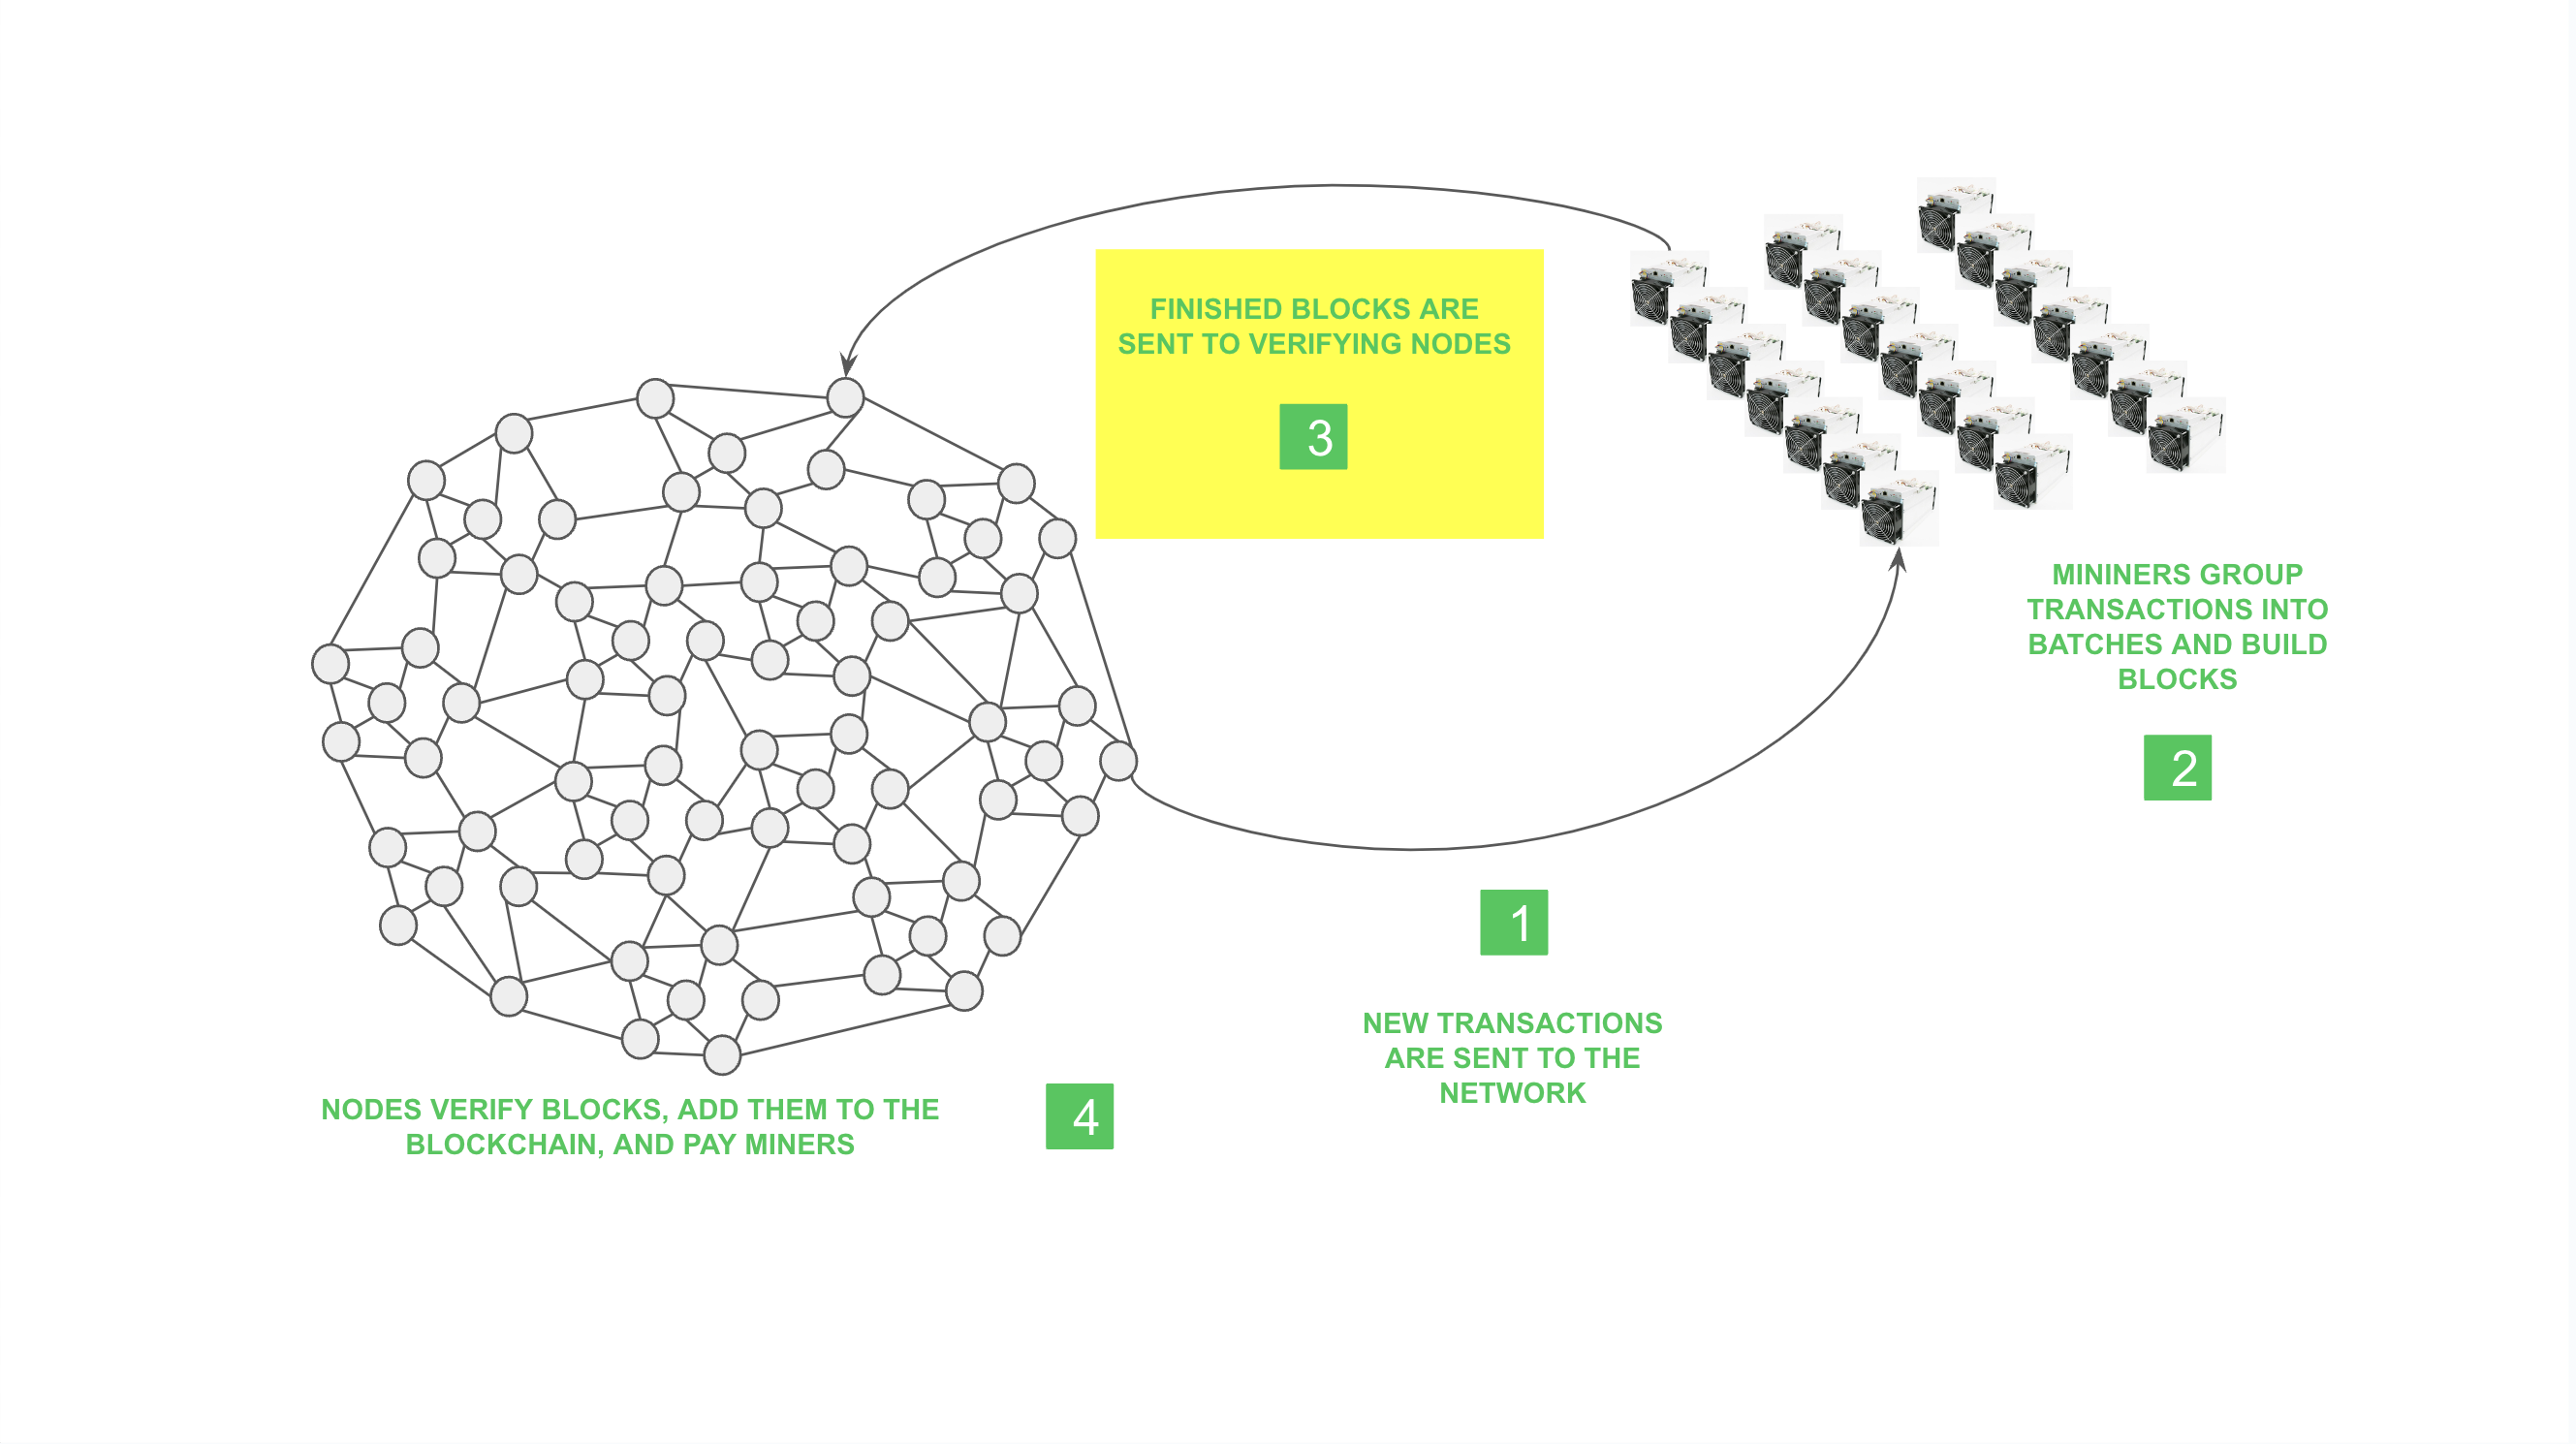 FINISHED BLOCKS ARE
SENT TO VERIFYING NODES
3
MININERS GROUP
TRANSACTIONS INTO
BATCHES AND BUILD
BLOCKS
2
1
NEW TRANSACTIONS
ARE SENT TO THE
NETWORK
NODES VERIFY BLOCKS, ADD THEM TO THE
BLOCKCHAIN, AND PAY MINERS
4